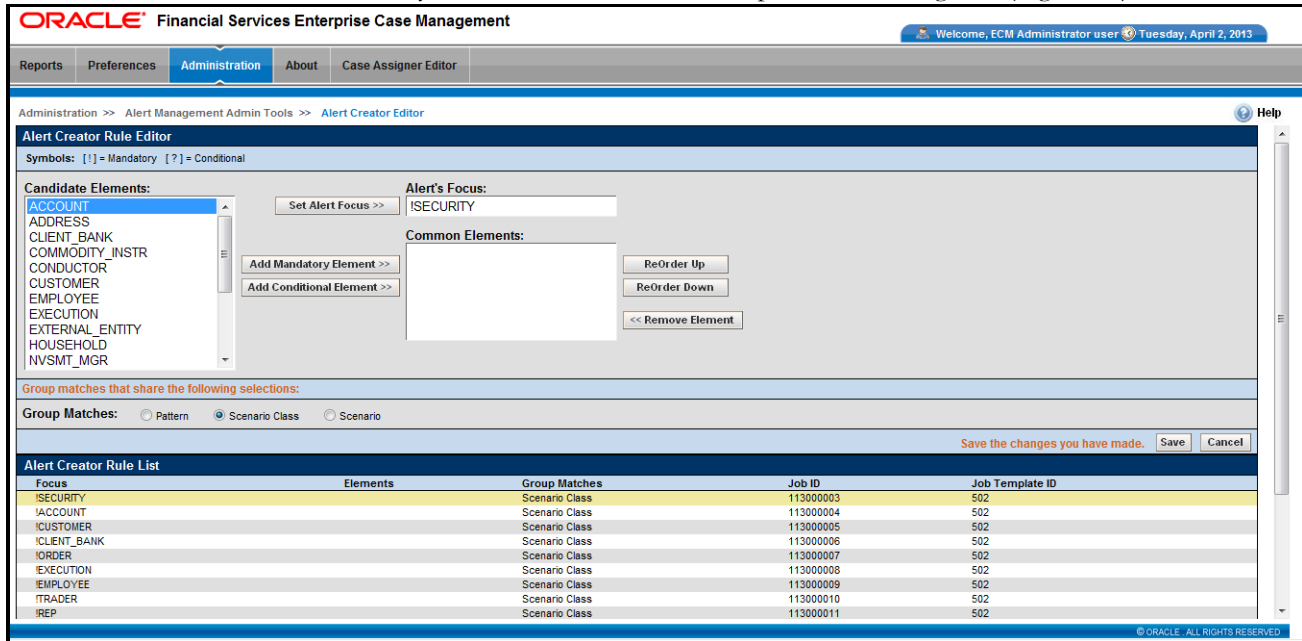 ORACLE® Financial Services Enterprise Case Management
Welcome, ECM Administrator user Tuesday, April 2, 2013
Reports Preferences Administration About Case Assigner Editor
Administration >> Alert Management Admin Tools >> Alert Creator Editor
Help
Alert Creator Rule Editor
Symbols: [ ! ] = Mandatory [ ? ] = Conditional
Candidate Elements:
ACCOUNT
ADDRESS
CLIENT_BANK
COMMODITY_INSTR
CONDUCTOR
CUSTOMER
EMPLOYEE
EXECUTION
EXTERNAL_ENTITY
HOUSEHOLD
NVSMT_MGR
Set Alert Focus >>
Add Mandatory Element >>
Add Conditional Element >>
Alert's Focus:
!SECURITY
Common Elements:
ReOrder Up
ReOrder Down
<< Remove Element
Group matches that share the following selections:
Group Matches: Pattern Scenario Class Scenario
Save the changes you have made. Save Cancel
Alert Creator Rule List
Focus Elements Group Matches Job ID Job Template ID
!SECURITY Scenario Class 113000003 502
!ACCOUNT Scenario Class 113000004 502
!CUSTOMER Scenario Class 113000005 502
!CLIENT_BANK Scenario Class 113000006 502
!ORDER Scenario Class 113000007 502
!EXECUTION Scenario Class 113000008 502
!EMPLOYEE Scenario Class 113000009 502
!TRADER Scenario Class 113000010 502
!REP Scenario Class 113000011 502
© ORACLE . ALL RIGHTS RESERVED